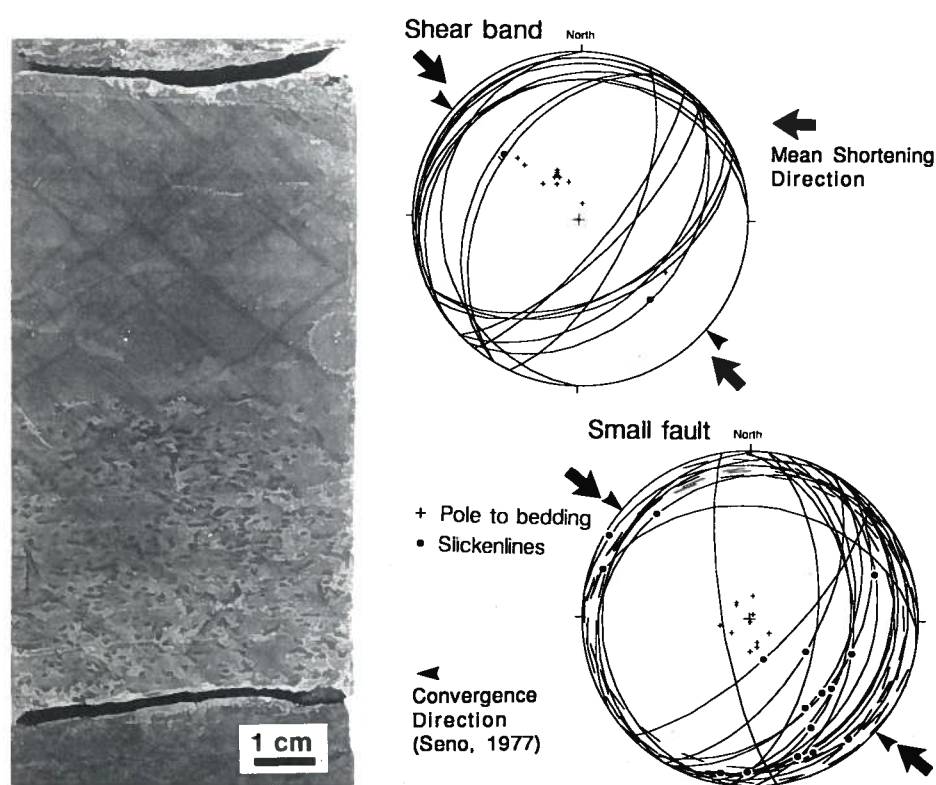 Shear band
North
Mean Shortening
Direction
Small fault
North
+ Pole to bedding
• Slickenlines
Convergence
Direction
(Seno, 1977)
1 cm